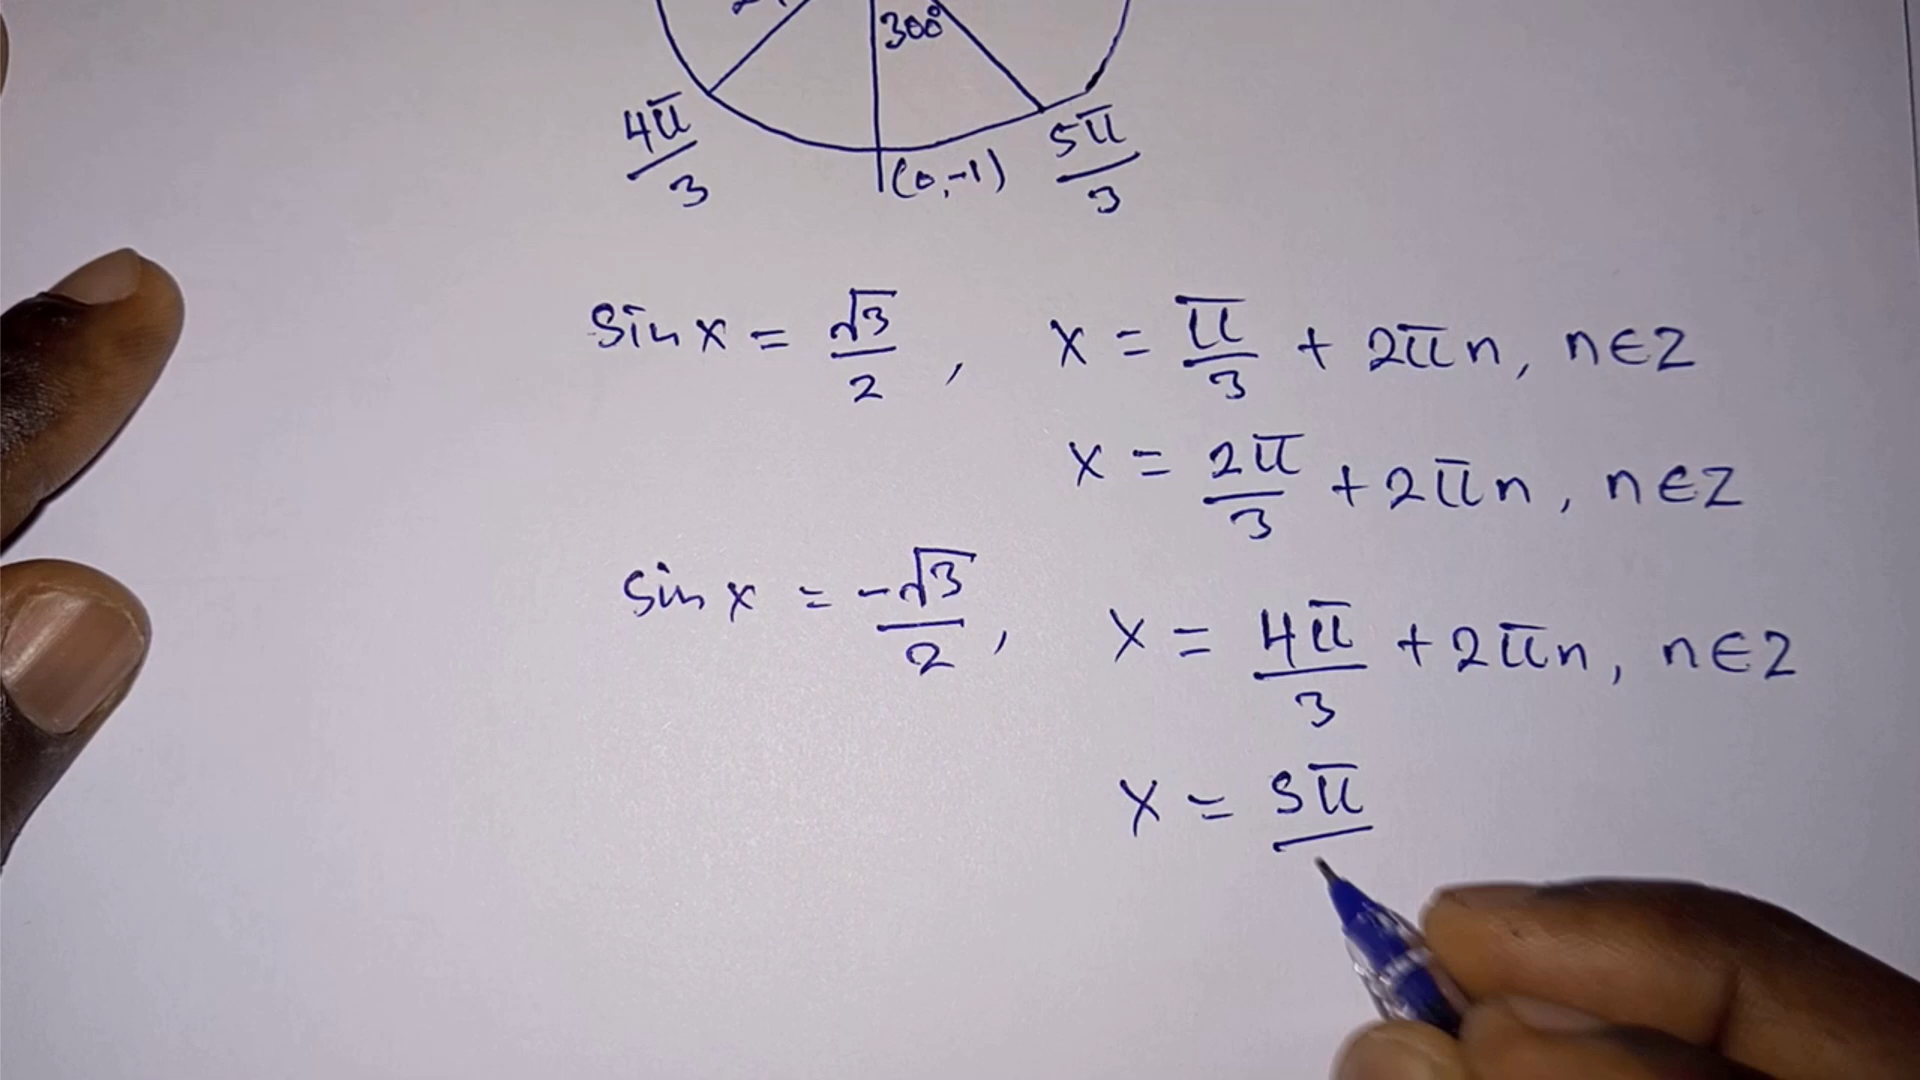 300°
4π/3
(0,-1)
5π/3
sin x = √3/2 , x = π/3 + 2πn, n∈Z
x = 2π/3 + 2πn, n∈Z
sin x = -√3/2 , x = 4π/3 + 2πn, n∈Z
x = 5π/